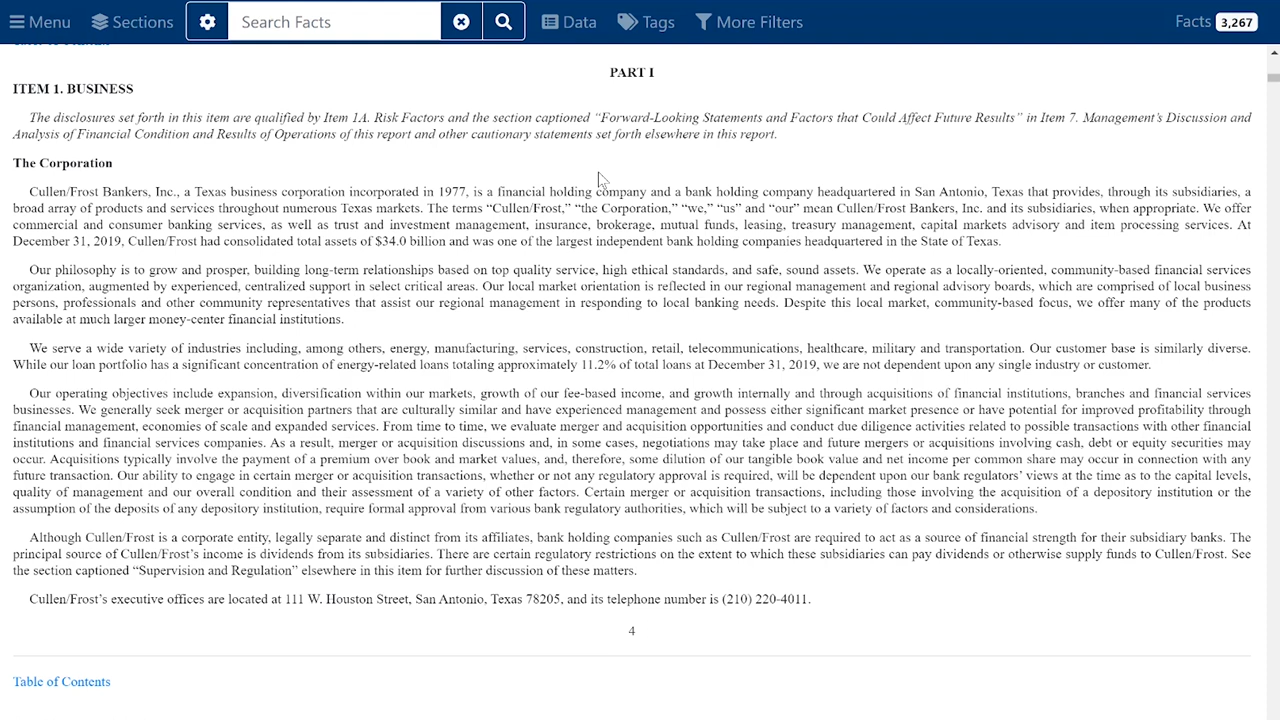 Menu Sections Search Facts Data Tags More Filters Facts 3,267
PART I
ITEM 1. BUSINESS
The disclosures set forth in this item are qualified by Item 1A. Risk Factors and the section captioned “Forward-Looking Statements and Factors that Could Affect Future Results” in Item 7. Management’s Discussion and
Analysis of Financial Condition and Results of Operations of this report and other cautionary statements set forth elsewhere in this report.
The Corporation
Cullen/Frost Bankers, Inc., a Texas business corporation incorporated in 1977, is a financial holding company and a bank holding company headquartered in San Antonio, Texas that provides, through its subsidiaries, a
broad array of products and services throughout numerous Texas markets. The terms “Cullen/Frost,” “the Corporation,” “we,” “us” and “our” mean Cullen/Frost Bankers, Inc. and its subsidiaries, when appropriate. We offer
commercial and consumer banking services, as well as trust and investment management, insurance, brokerage, mutual funds, leasing, treasury management, capital markets advisory and item processing services. At
December 31, 2019, Cullen/Frost had consolidated total assets of $34.0 billion and was one of the largest independent bank holding companies headquartered in the State of Texas.
Our philosophy is to grow and prosper, building long-term relationships based on top quality service, high ethical standards, and safe, sound assets. We operate as a locally-oriented, community-based financial services
organization, augmented by experienced, centralized support in select critical areas. Our local market orientation is reflected in our regional management and regional advisory boards, which are comprised of local business
persons, professionals and other community representatives that assist our regional management in responding to local banking needs. Despite this local market, community-based focus, we offer many of the products
available at much larger money-center financial institutions.
We serve a wide variety of industries including, among others, energy, manufacturing, services, construction, retail, telecommunications, healthcare, military and transportation. Our customer base is similarly diverse.
While our loan portfolio has a significant concentration of energy-related loans totaling approximately 11.2% of total loans at December 31, 2019, we are not dependent upon any single industry or customer.
Our operating objectives include expansion, diversification within our markets, growth of our fee-based income, and growth internally and through acquisitions of financial institutions, branches and financial services
businesses. We generally seek merger or acquisition partners that are culturally similar and have experienced management and possess either significant market presence or have potential for improved profitability through
financial management, economies of scale and expanded services. From time to time, we evaluate merger and acquisition opportunities and conduct due diligence activities related to possible transactions with other financial
institutions and financial services companies. As a result, merger or acquisition discussions and, in some cases, negotiations may take place and future mergers or acquisitions involving cash, debt or equity securities may
occur. Acquisitions typically involve the payment of a premium over book and market values, and, therefore, some dilution of our tangible book value and net income per common share may occur in connection with any
future transaction. Our ability to engage in certain merger or acquisition transactions, whether or not any regulatory approval is required, will be dependent upon our bank regulators’ views at the time as to the capital levels,
quality of management and our overall condition and their assessment of a variety of other factors. Certain merger or acquisition transactions, including those involving the acquisition of a depository institution or the
assumption of the deposits of any depository institution, require formal approval from various bank regulatory authorities, which will be subject to a variety of factors and considerations.
Although Cullen/Frost is a corporate entity, legally separate and distinct from its affiliates, bank holding companies such as Cullen/Frost are required to act as a source of financial strength for their subsidiary banks. The
principal source of Cullen/Frost’s income is dividends from its subsidiaries. There are certain regulatory restrictions on the extent to which these subsidiaries can pay dividends or otherwise supply funds to Cullen/Frost. See
the section captioned “Supervision and Regulation” elsewhere in this item for further discussion of these matters.
Cullen/Frost’s executive offices are located at 111 W. Houston Street, San Antonio, Texas 78205, and its telephone number is (210) 220-4011.
4
Table of Contents